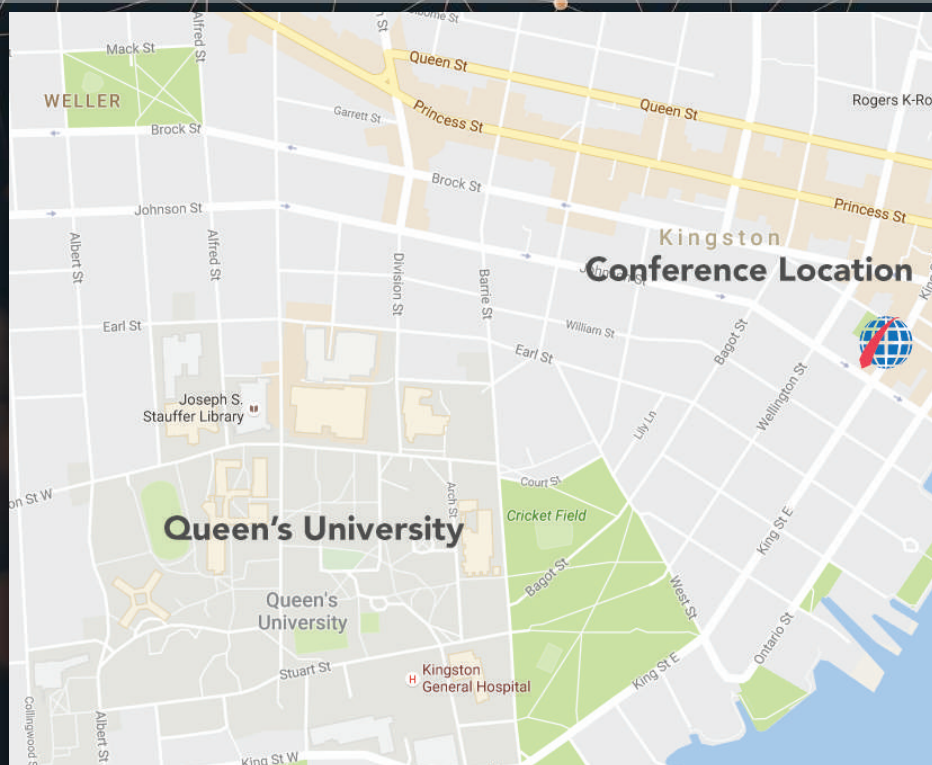 Mack St
Alfred St
Queen St
WELLER
Garrett St
Princess St
Queen St
Rogers K-Ro
Brock St
Brock St
Johnson St
Princess St
Kingston
Albert St
Alfred St
Division St
Barrie St
Conference Location
Earl St
William St
Earl St
Bagot St
Wellington St
Joseph S.
Stauffer Library
Lily Ln
on St W
Court St
Arch St
Cricket Field
Queen's University
King St E
Bagot St
Queen's
University
West St
Ontario St
Stuart St
H
Kingston
General Hospital
King St E
Collingwood S
Albert St
King St W